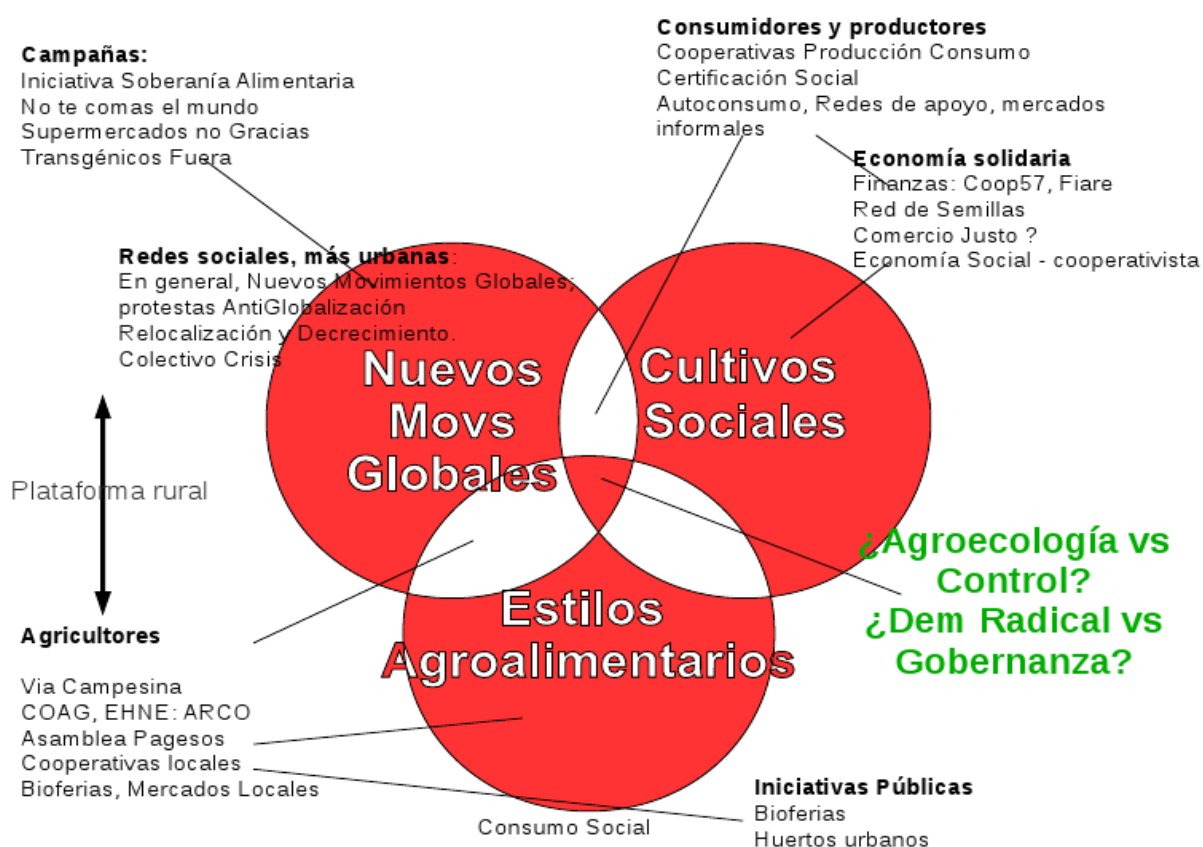 Campañas:
Iniciativa Soberanía Alimentaria
No te comas el mundo
Supermercados no Gracias
Transgénicos Fuera
Consumidores y productores
Cooperativas Producción Consumo
Certificación Social
Autoconsumo, Redes de apoyo, mercados
informales
Economía solidaria
Finanzas: Coop57, Fiare
Red de Semillas
Comercio Justo ?
Economía Social - cooperativista
Redes sociales, más urbanas:
En general, Nuevos Movimientos Globales;
protestas AntiGlobalización
Relocalización y Decrecimiento.
Colectivo Crisis
Nuevos
Movs
Globales
Cultivos
Sociales
Plataforma rural
¿Agroecología vs
Control?
¿Dem Radical vs
Gobernanza?
Estilos
Agroalimentarios
Agricultores
Via Campesina
COAG, EHNE: ARCO
Asamblea Pagesos
Cooperativas locales
Bioferias, Mercados Locales
Consumo Social
Iniciativas Públicas
Bioferias
Huertos urbanos